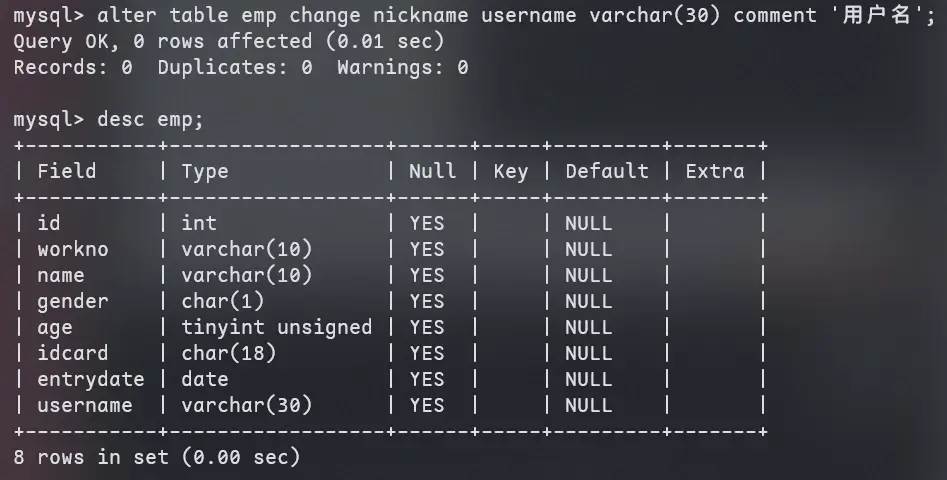 mysql> alter table emp change nickname username varchar(30) comment '用户名';
Query OK, 0 rows affected (0.01 sec)
Records: 0  Duplicates: 0  Warnings: 0

mysql> desc emp;
+-----------+------------------+------+-----+---------+-------+
| Field     | Type             | Null | Key | Default | Extra |
+-----------+------------------+------+-----+---------+-------+
| id        | int              | YES  |     | NULL    |       |
| workno    | varchar(10)      | YES  |     | NULL    |       |
| name      | varchar(10)      | YES  |     | NULL    |       |
| gender    | char(1)          | YES  |     | NULL    |       |
| age       | tinyint unsigned | YES  |     | NULL    |       |
| idcard    | char(18)         | YES  |     | NULL    |       |
| entrydate | date             | YES  |     | NULL    |       |
| username  | varchar(30)      | YES  |     | NULL    |       |
+-----------+------------------+------+-----+---------+-------+
8 rows in set (0.00 sec)